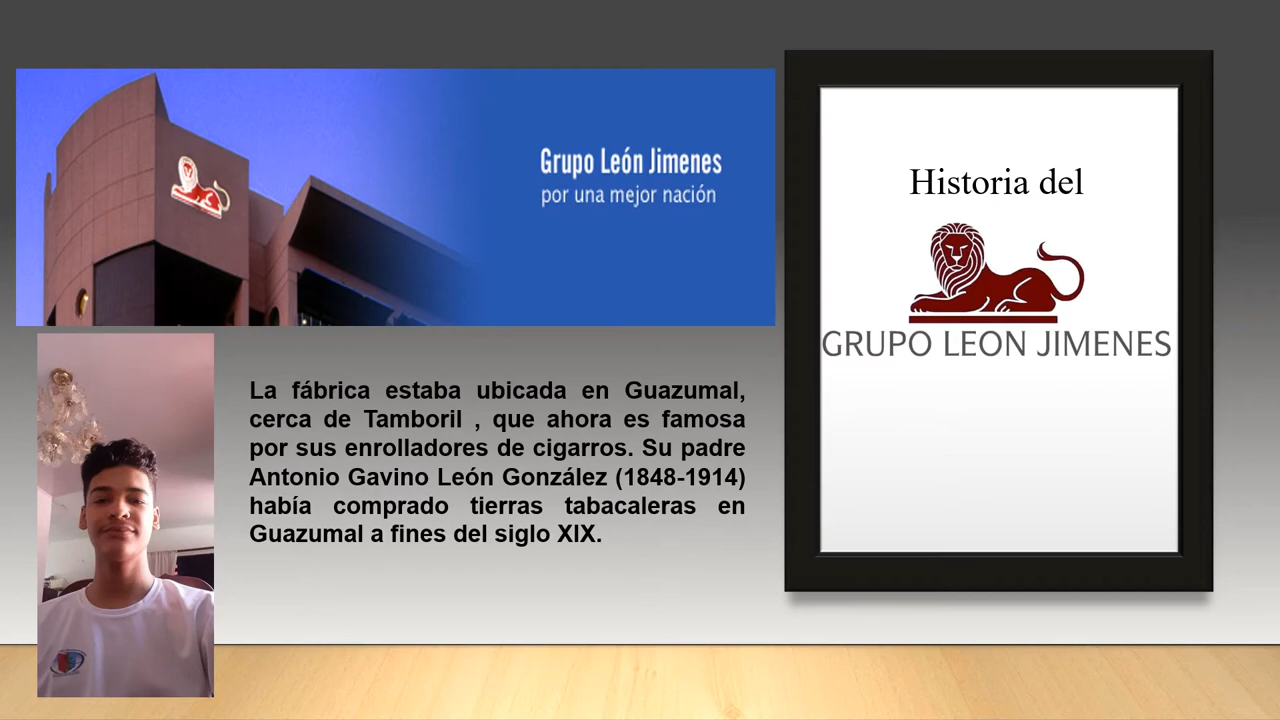 Grupo León Jimenes
por una mejor nación
Historia del
GRUPO LEON JIMENES
La fábrica estaba ubicada en Guazumal,
cerca de Tamboril , que ahora es famosa
por sus enrolladores de cigarros. Su padre
Antonio Gavino León González (1848-1914)
había comprado tierras tabacaleras en
Guazumal a fines del siglo XIX.